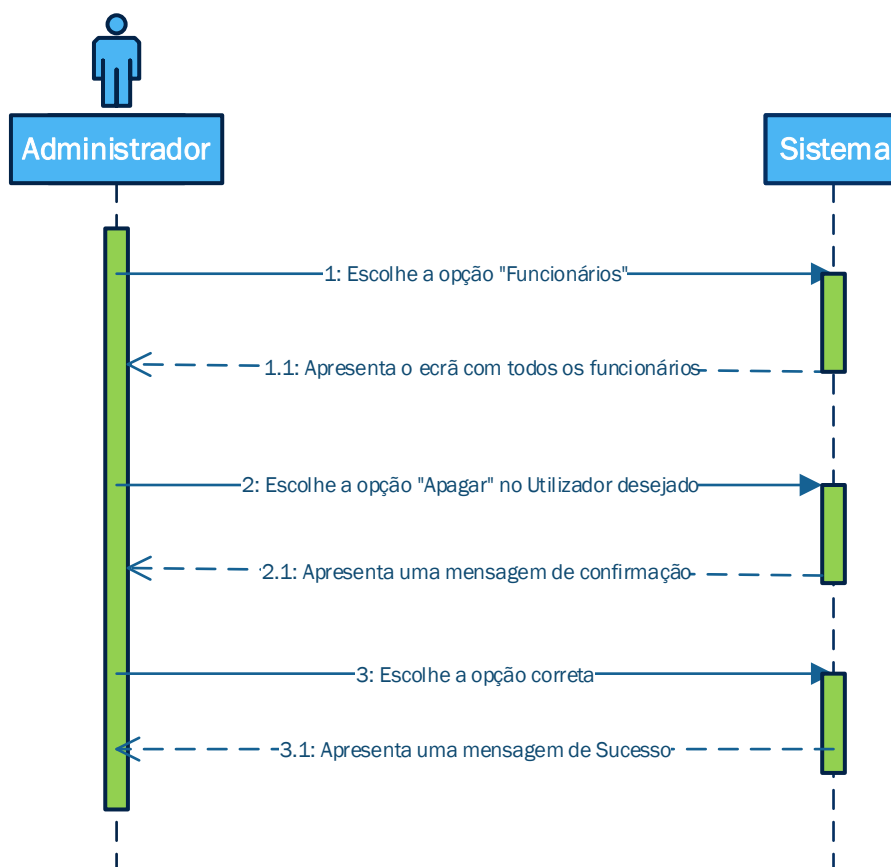 Administrador
Sistema
1: Escolhe a opção "Funcionários"
1.1: Apresenta o ecrã com todos os funcionários
2: Escolhe a opção "Apagar" no Utilizador desejado
2.1: Apresenta uma mensagem de confirmação
3: Escolhe a opção correta
3.1: Apresenta uma mensagem de Sucesso